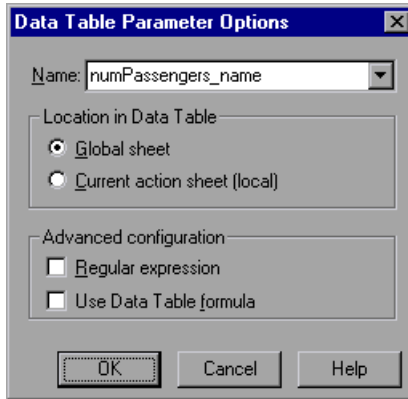 Data Table Parameter Options
Name: numPassengers_name
Location in Data Table
Global sheet
Current action sheet (local)
Advanced configuration
Regular expression
Use Data Table formula
OK Cancel Help